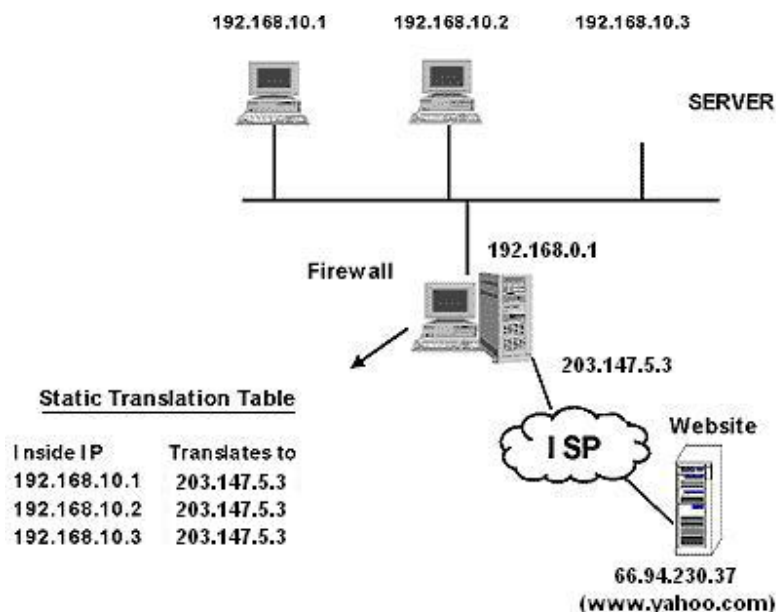 192.168.10.1 192.168.10.2 192.168.10.3
SERVER
192.168.0.1
Firewall
203.147.5.3
Static Translation Table
Website
ISP
Inside IP Translates to
192.168.10.1 203.147.5.3
192.168.10.2 203.147.5.3
192.168.10.3 203.147.5.3
66.94.230.37
(www.yahoo.com)